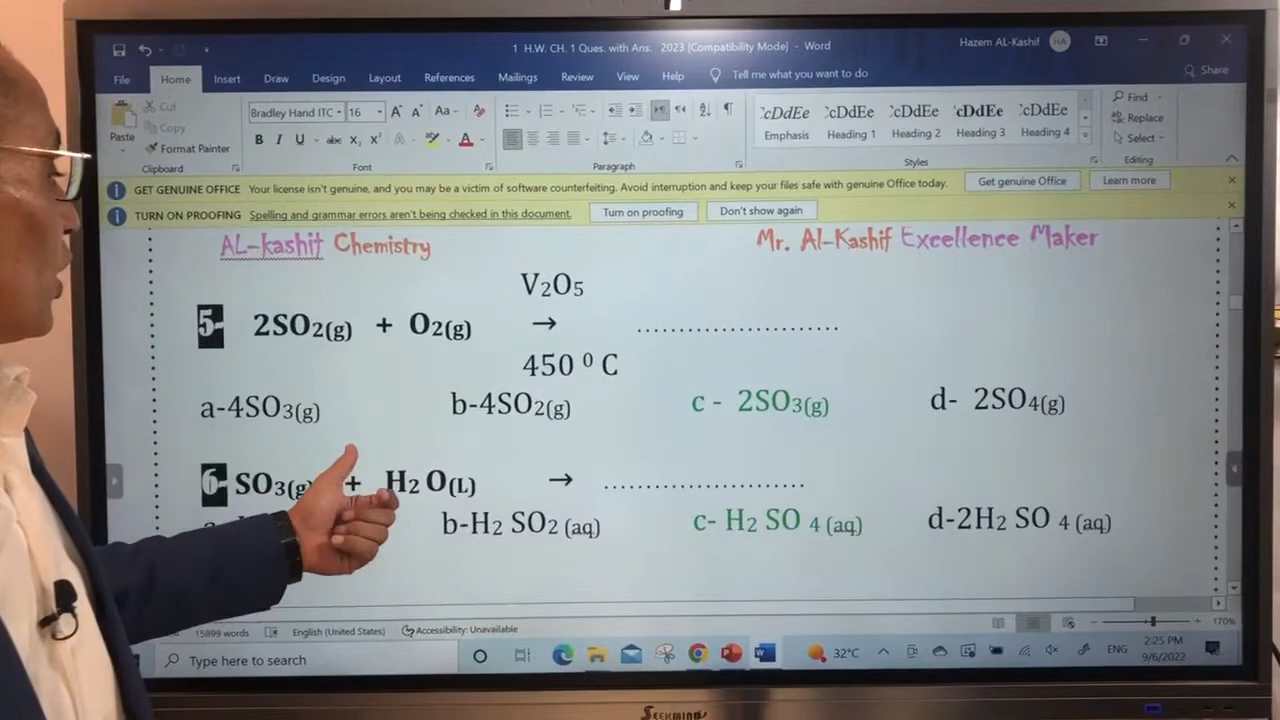 1 H.W. CH. 1 Ques. with Ans. 2023 [Compatibility Mode] - Word
Hazem AL-Kashif HA
File Home Insert Draw Design Layout References Mailings Review View Help Tell me what you want to do Share
Paste
Cut
Copy
Format Painter
Clipboard
Bradley Hand ITC 16
Font
Paragraph
¨cDdEe ¨cDdEe ¨cDdEe ¨cDdEe ¨cDdEe
Emphasis Heading 1 Heading 2 Heading 3 Heading 4
Styles
Find
Replace
Select
Editing
GET GENUINE OFFICE Your license isn't genuine, and you may be a victim of software counterfeiting. Avoid interruption and keep your files safe with genuine Office today. Get genuine Office Learn more
TURN ON PROOFING Spelling and grammar errors aren't being checked in this document. Turn on proofing Don't show again
AL-kashif Chemistry Mr. Al-Kashif Excellence Maker
V2O5
5- 2SO2(g) + O2(g) → ........................
450 ⁰ C
a-4SO3(g) b-4SO2(g) c - 2SO3(g) d- 2SO4(g)
6- SO3(g) + H2 O(L) → ........................
b-H2 SO2 (aq) c- H2 SO 4 (aq) d-2H2 SO 4 (aq)
15899 words English (United States) Accessibility: Unavailable 170%
Type here to search 32°C ENG 2:25 PM
9/6/2022
SEEKMIND